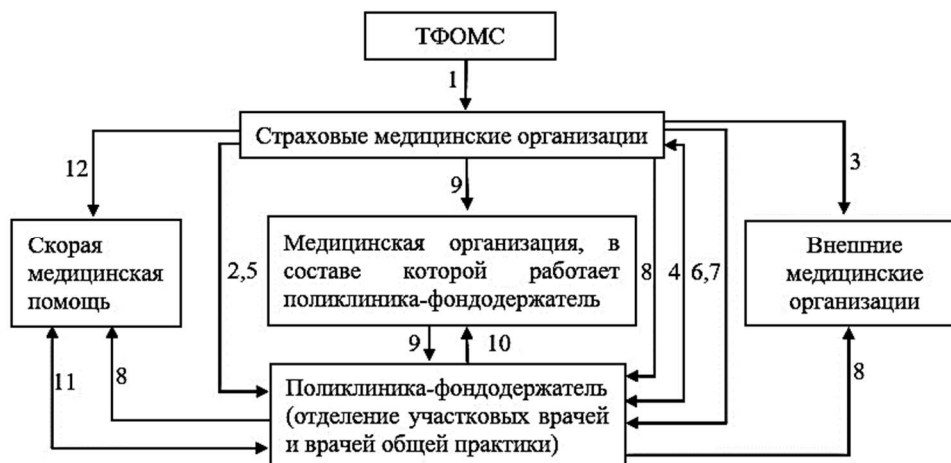 ТФОМС
1
Страховые медицинские организации
12
9
3
Скорая
медицинская
помощь
2,5
Медицинская организация, в
составе которой работает
поликлиника-фондодержатель
8
4
6,7
Внешние
медицинские
организации
9
10
11
8
8
Поликлиника-фондодержатель
(отделение участковых врачей
и врачей общей практики)